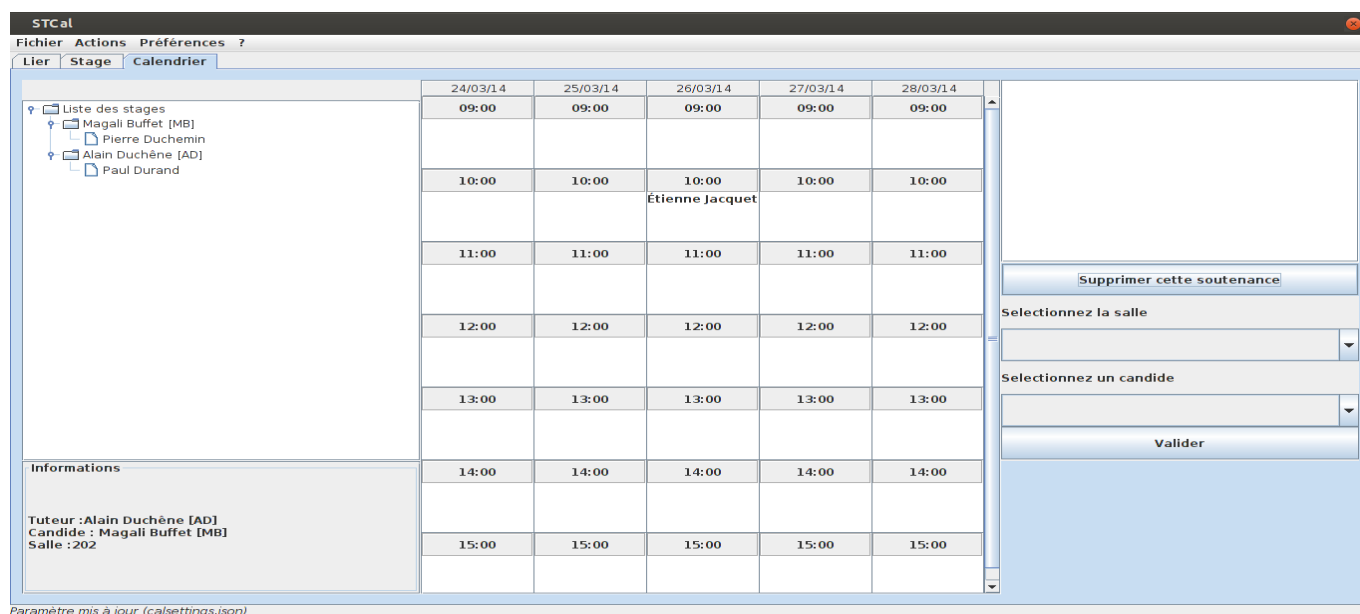 STCal
Fichier Actions Préférences ?
Lier Stage Calendrier
24/03/14 25/03/14 26/03/14 27/03/14 28/03/14
Liste des stages
Magali Buffet [MB]
Pierre Duchemin
Alain Duchêne [AD]
Paul Durand
09:00 09:00 09:00 09:00 09:00
10:00 10:00 10:00 10:00 10:00
Étienne Jacquet
11:00 11:00 11:00 11:00 11:00
12:00 12:00 12:00 12:00 12:00
13:00 13:00 13:00 13:00 13:00
14:00 14:00 14:00 14:00 14:00
15:00 15:00 15:00 15:00 15:00
Supprimer cette soutenance
Selectionnez la salle
Selectionnez un candide
Valider
Informations
Tuteur :Alain Duchêne [AD]
Candide : Magali Buffet [MB]
Salle :202
Paramètre mis à jour (calsettings.json)